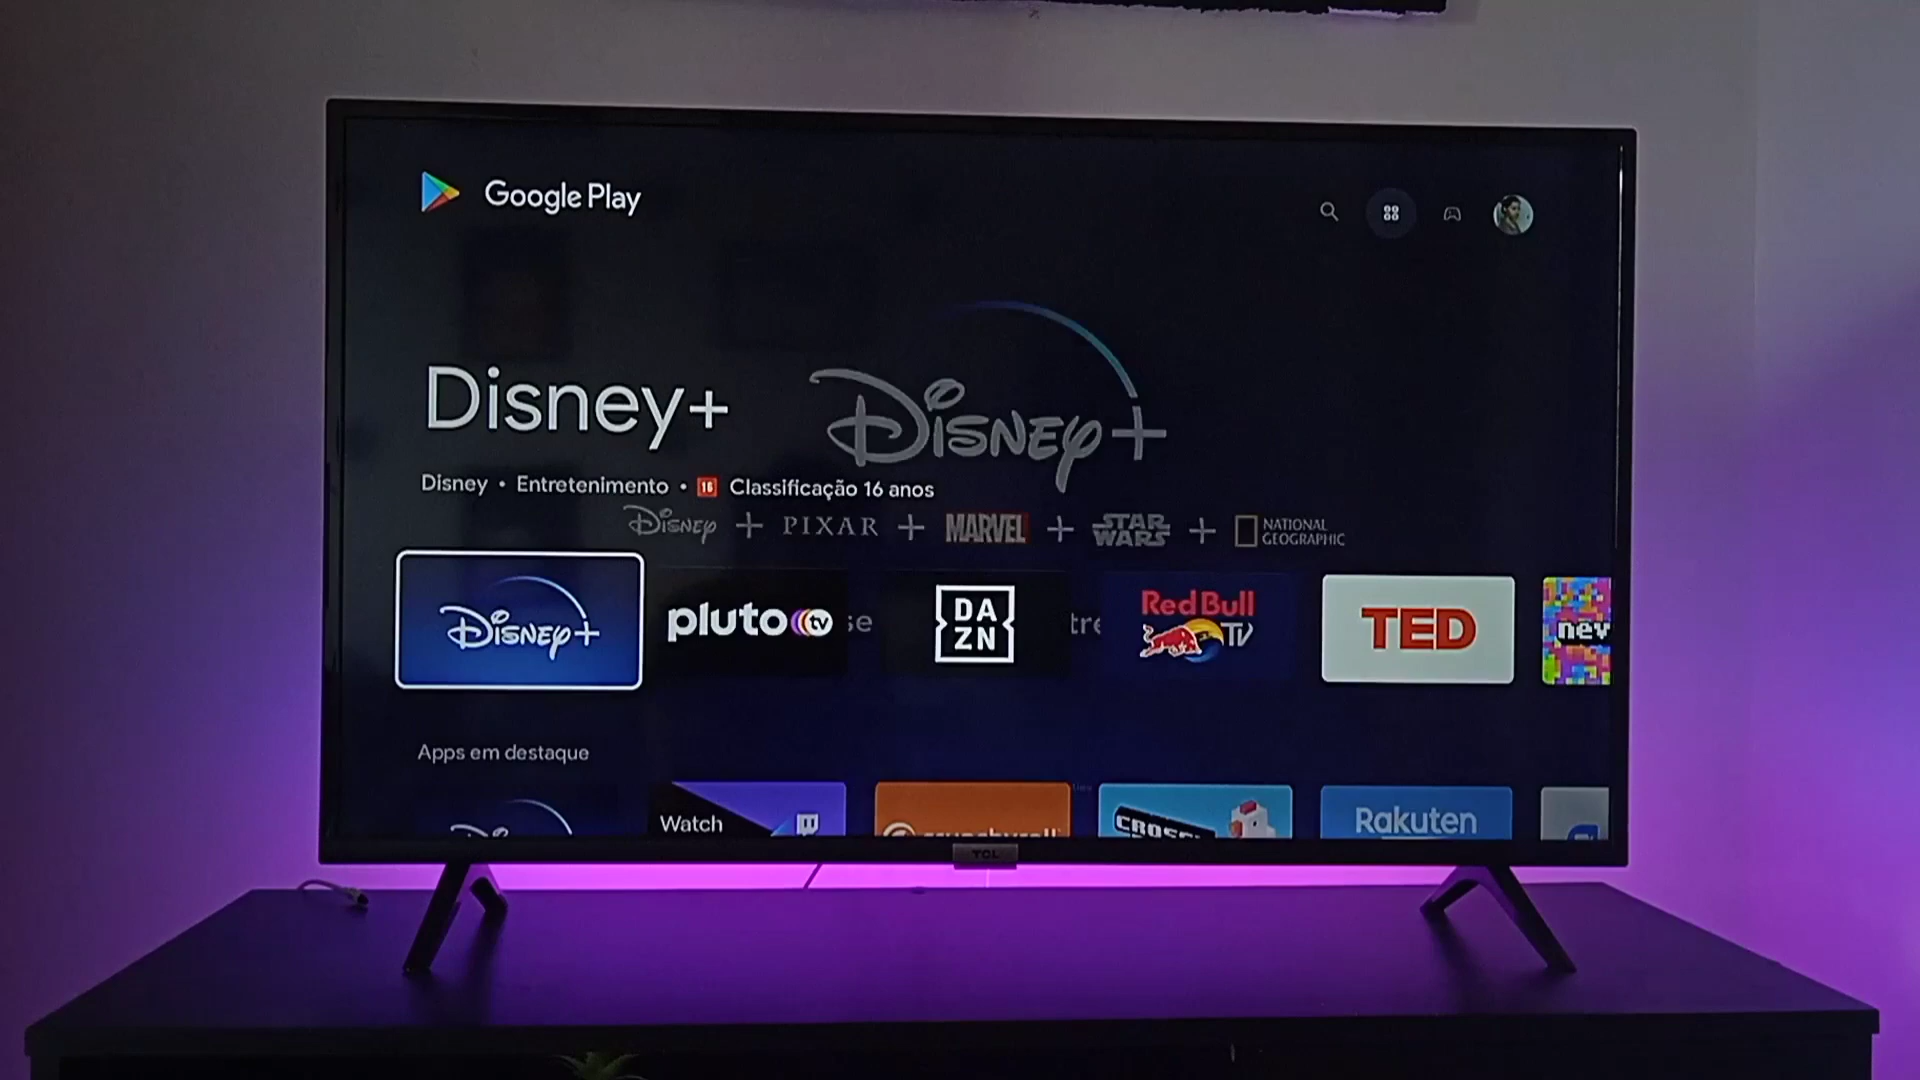 Google Play
Disney+
Disney+
Disney • Entretenimento • 16 Classificação 16 anos
Disney + PIXAR + MARVEL + STAR WARS + NATIONAL GEOGRAPHIC
Disney+
pluto tv
DAZN
Red Bull TV
TED
Apps em destaque
Watch
Rakuten
TCL